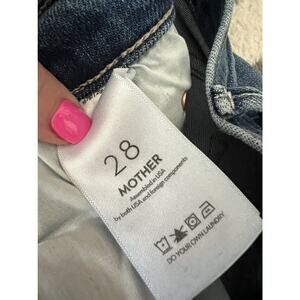 28
MOTHER
Assembled in USA
by both USA and foreign components
DO YOUR OWN LAUNDRY